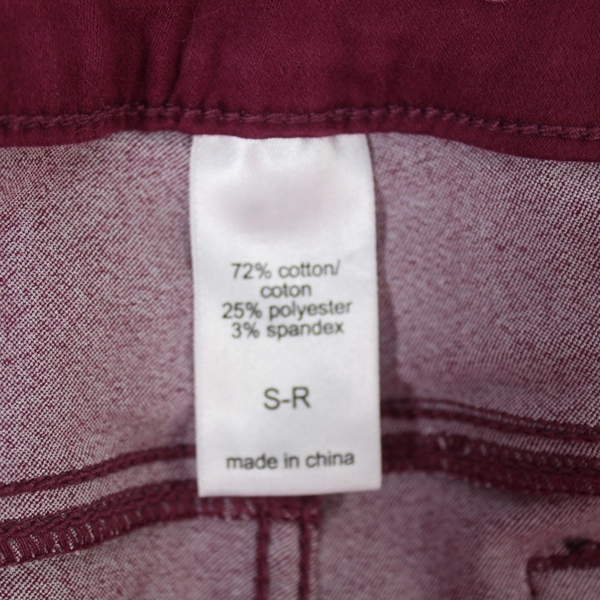 72% cotton/
coton
25% polyester
3% spandex
S-R
made in china